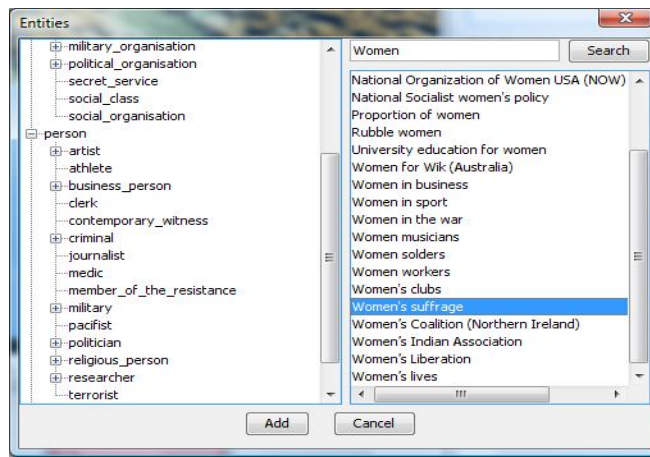 Entities
military_organisation
political_organisation
secret_service
social_class
social_organisation
person
artist
athlete
business_person
clerk
contemporary_witness
criminal
journalist
medic
member_of_the_resistance
military
pacifist
politician
religious_person
researcher
terrorist
Women
Search
National Organization of Women USA (NOW)
National Socialist women's policy
Proportion of women
Rubble women
University education for women
Women for Wik (Australia)
Women in business
Women in sport
Women in the war
Women musicians
Women solders
Women workers
Women's clubs
Women's suffrage
Women's Coalition (Northern Ireland)
Women's Indian Association
Women's Liberation
Women's lives
Add
Cancel